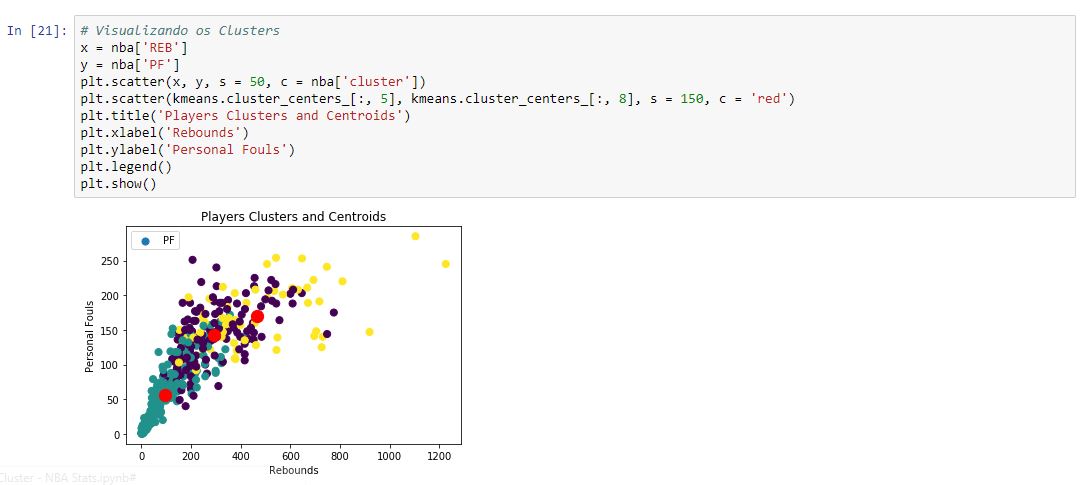 In [21]:
# Visualizando os Clusters
x = nba['REB']
y = nba['PF']
plt.scatter(x, y, s = 50, c = nba['cluster'])
plt.scatter(kmeans.cluster_centers_[:, 5], kmeans.cluster_centers_[:, 8], s = 150, c = 'red')
plt.title('Players Clusters and Centroids')
plt.xlabel('Rebounds')
plt.ylabel('Personal Fouls')
plt.legend()
plt.show()
Players Clusters and Centroids
PF
250
200
150
100
50
0
Personal Fouls
0 200 400 600 800 1000 1200
Rebounds
Cluster - NBA Stats.ipynb#